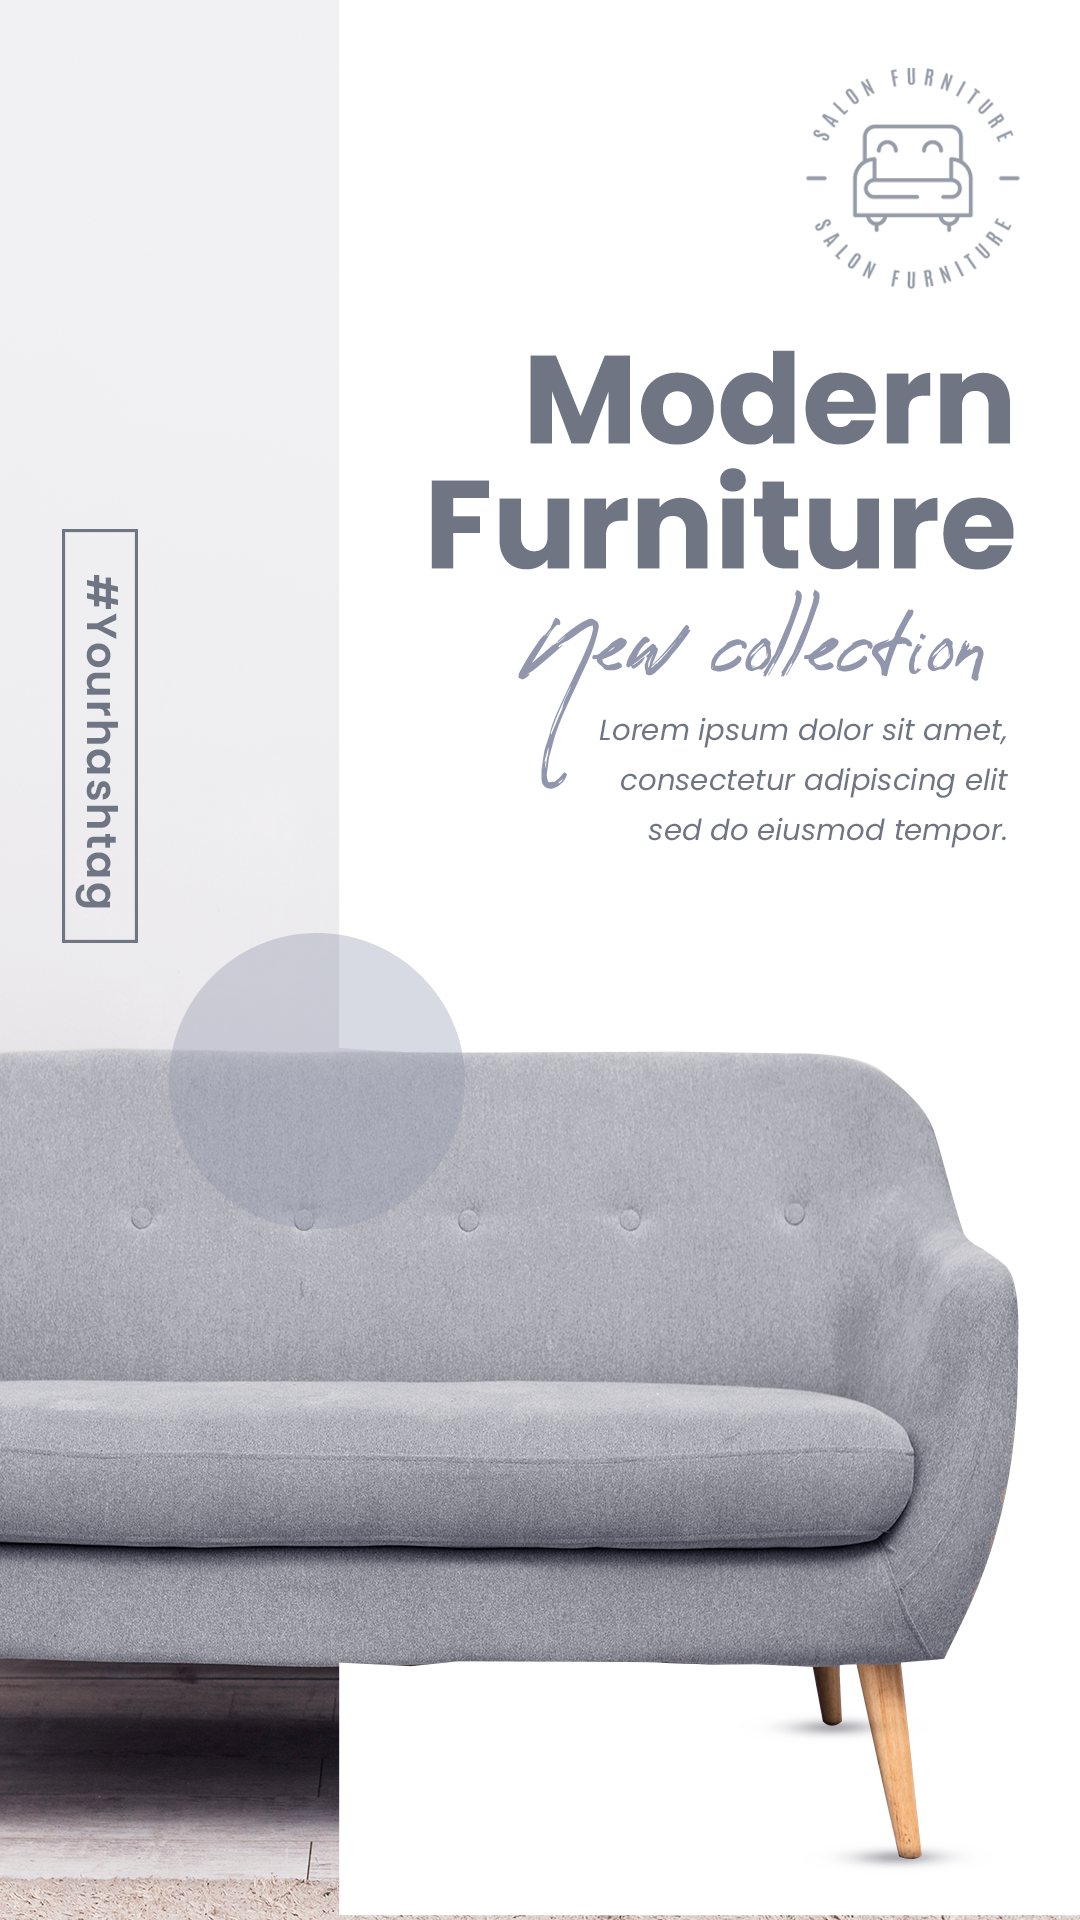 SALON FURNITURE
SALON FURNITURE
Modern
Furniture
New collection
Lorem ipsum dolor sit amet,
consectetur adipiscing elit
sed do eiusmod tempor.
#Yourhashtag